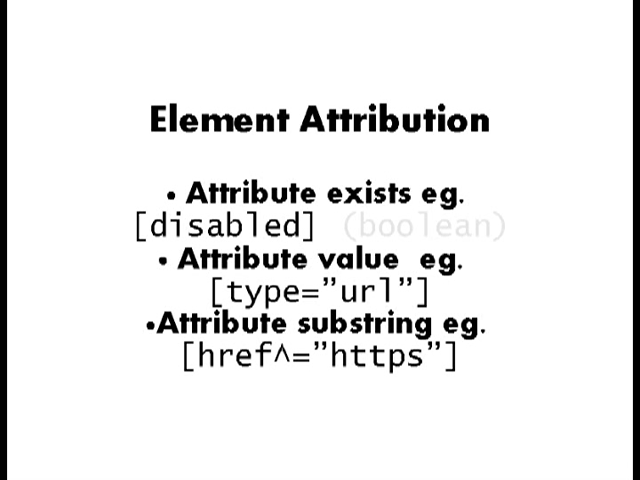 Element Attribution
• Attribute exists eg.
[disabled] (boolean)
• Attribute value eg.
[type=”url”]
•Attribute substring eg.
[href^=”https”]